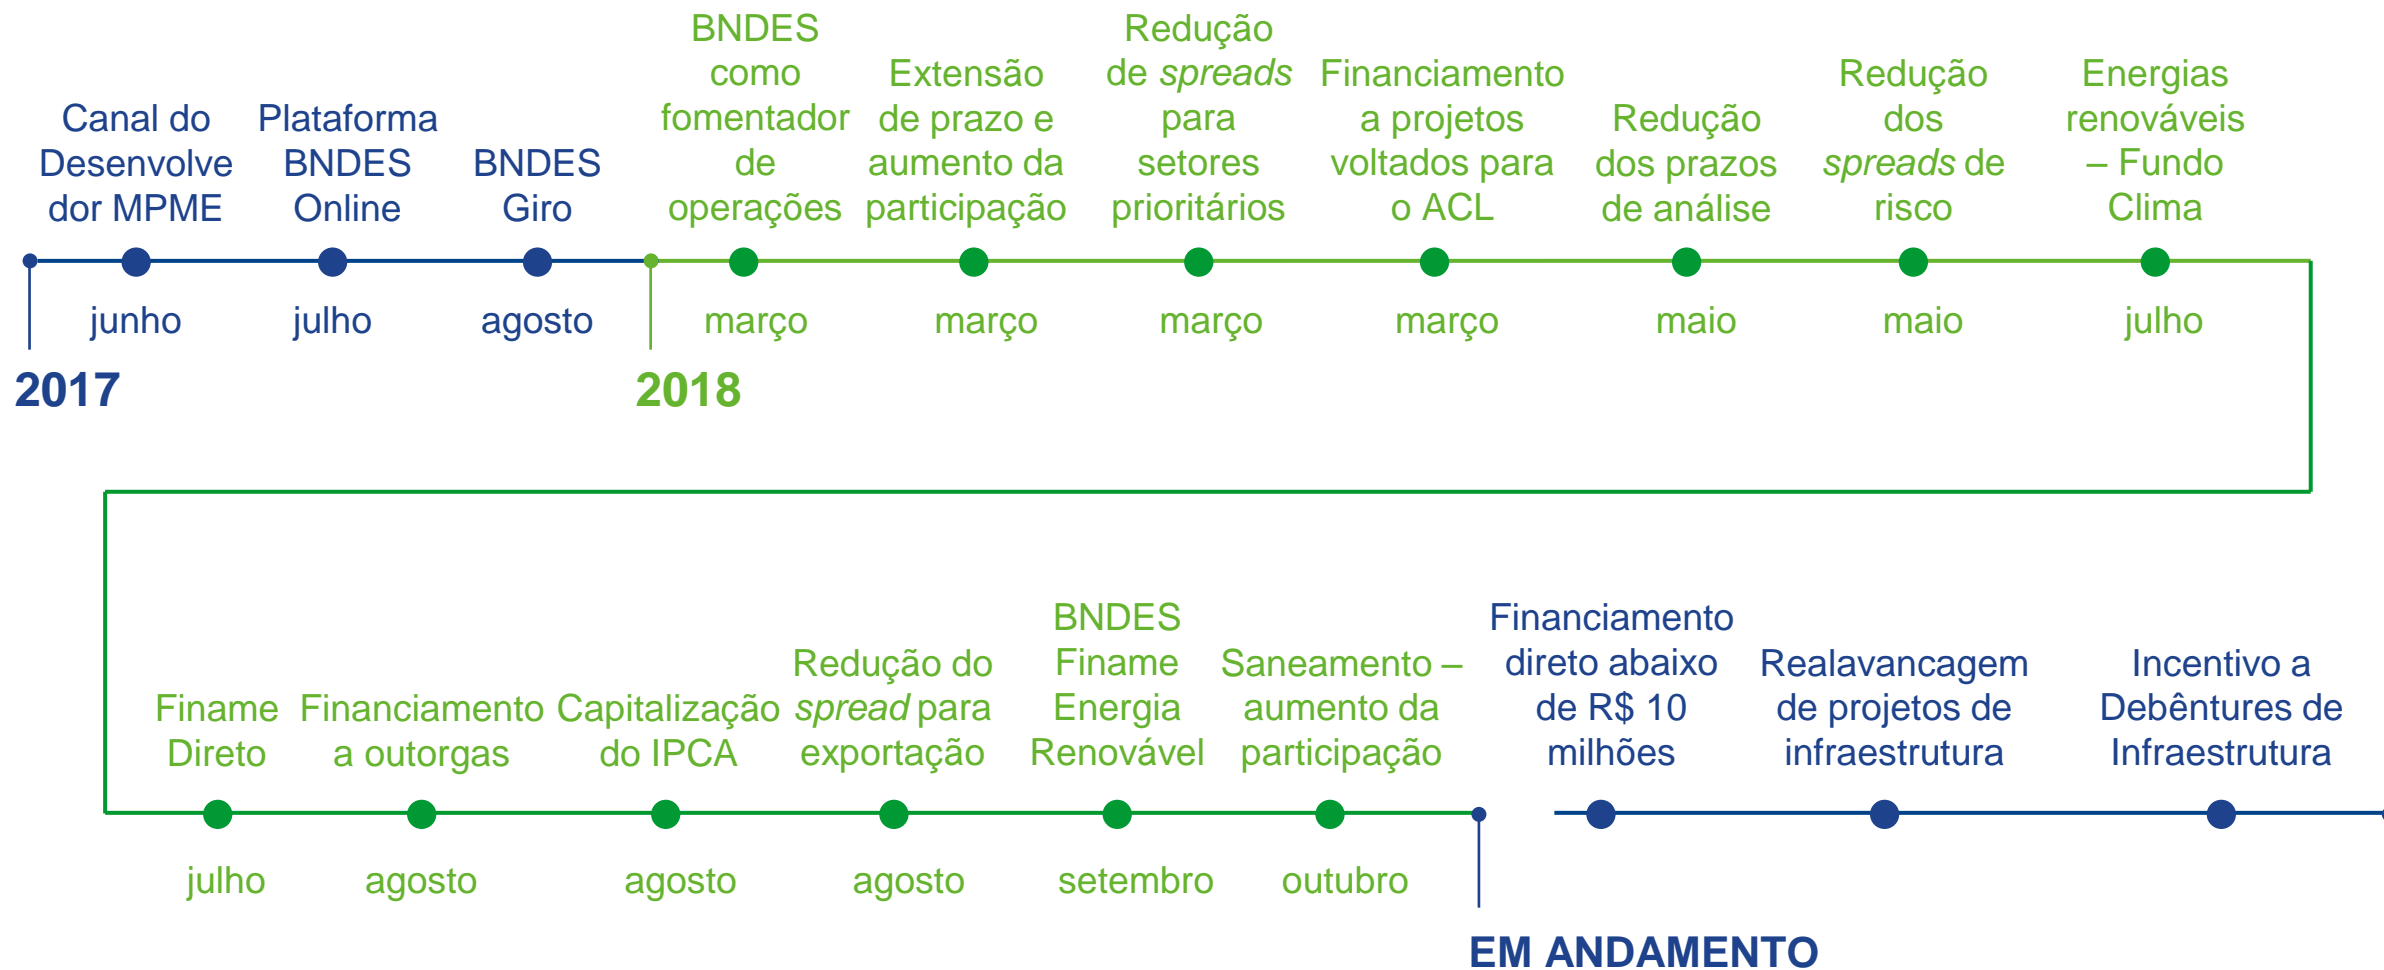 Canal do
Desenvolve
dor MPME
junho
Plataforma
BNDES
Online
julho
BNDES
Giro
agosto
2017
BNDES
como
fomentador
de
operações
março
Extensão
de prazo e
aumento da
participação
março
Redução
de spreads
para
setores
prioritários
março
Financiamento
a projetos
voltados para
o ACL
março
Redução
dos prazos
de análise
maio
Redução
dos
spreads de
risco
maio
Energias
renováveis
– Fundo
Clima
julho
2018
Finame
Direto
julho
Financiamento
a outorgas
agosto
Capitalização
do IPCA
agosto
Redução do
spread para
exportação
agosto
BNDES
Finame
Energia
Renovável
setembro
Saneamento –
aumento da
participação
outubro
Financiamento
direto abaixo
de R$ 10
milhões
Realavancagem
de projetos de
infraestrutura
Incentivo a
Debêntures de
Infraestrutura
EM ANDAMENTO